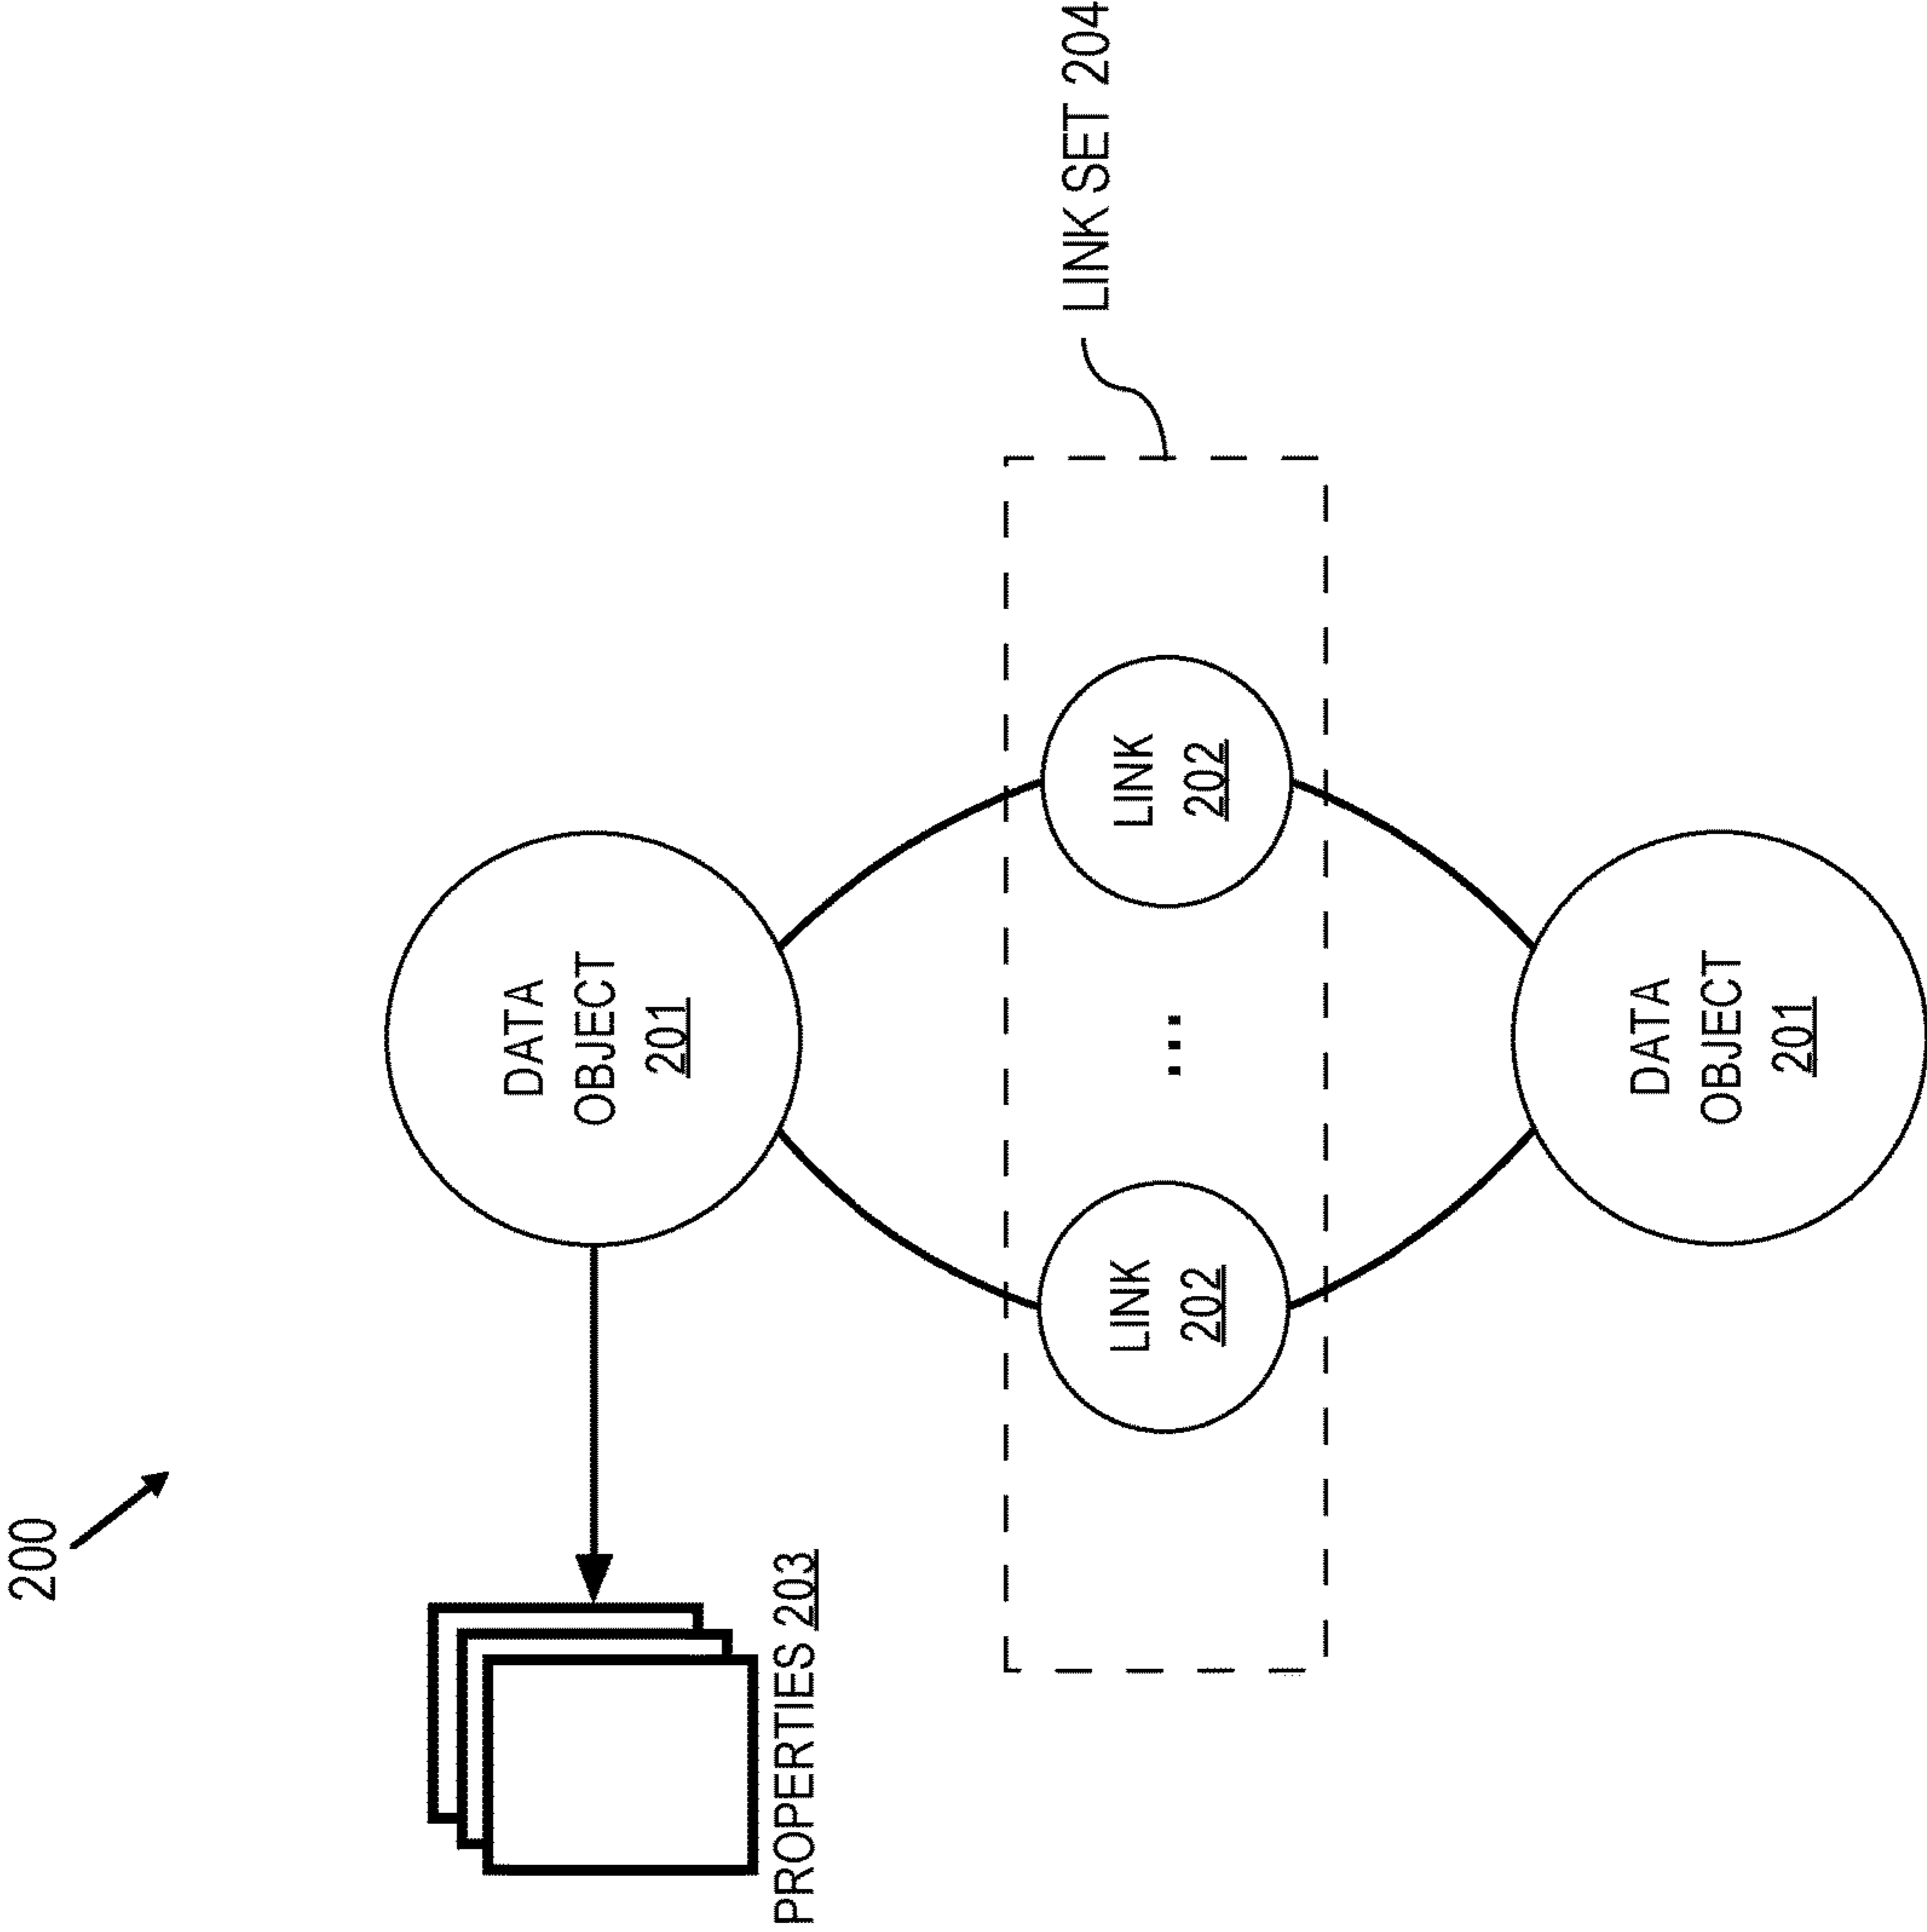 200
DATA
OBJECT
201
PROPERTIES 203
LINK
202
...
LINK
202
LINK SET 204
DATA
OBJECT
201